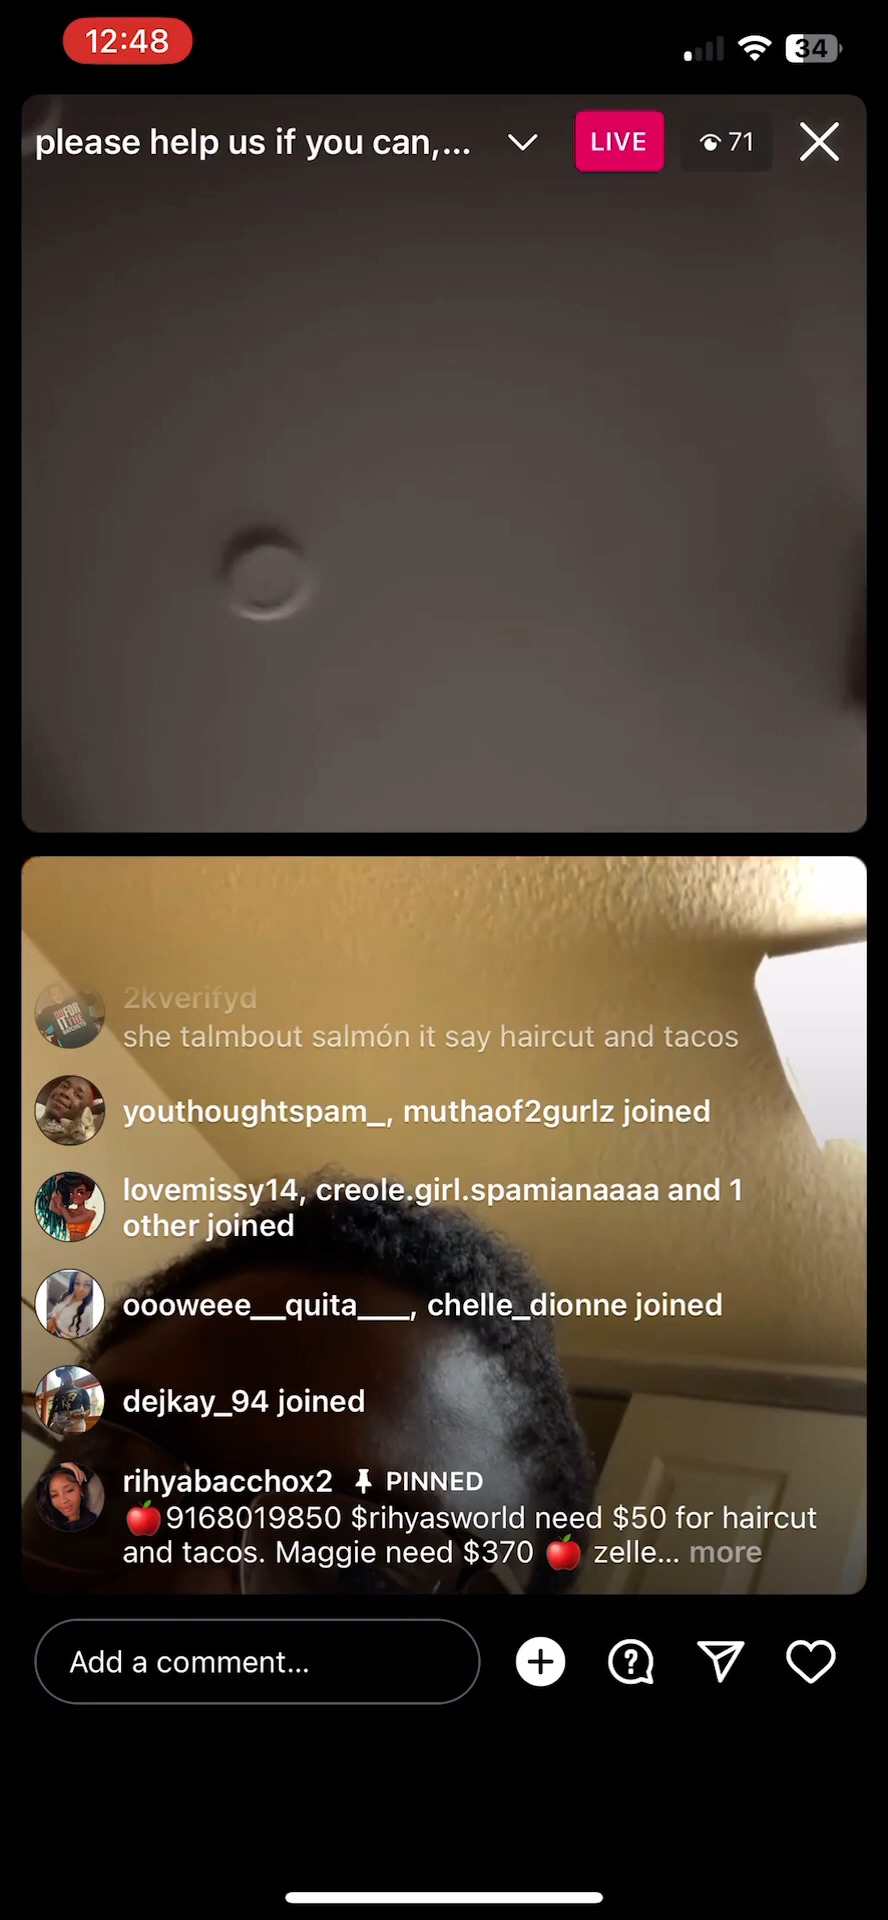 12:48
34
please help us if you can,...
LIVE
71
2kverifyd
she talmbout salmón it say haircut and tacos
youthoughtspam_, muthaof2gurlz joined
lovemissy14, creole.girl.spamianaaaa and 1
other joined
oooweee__quita___, chelle_dionne joined
dejkay_94 joined
rihyabacchox2 PINNED
🍎9168019850 $rihyasworld need $50 for haircut
and tacos. Maggie need $370 🍎 zelle... more
Add a comment...